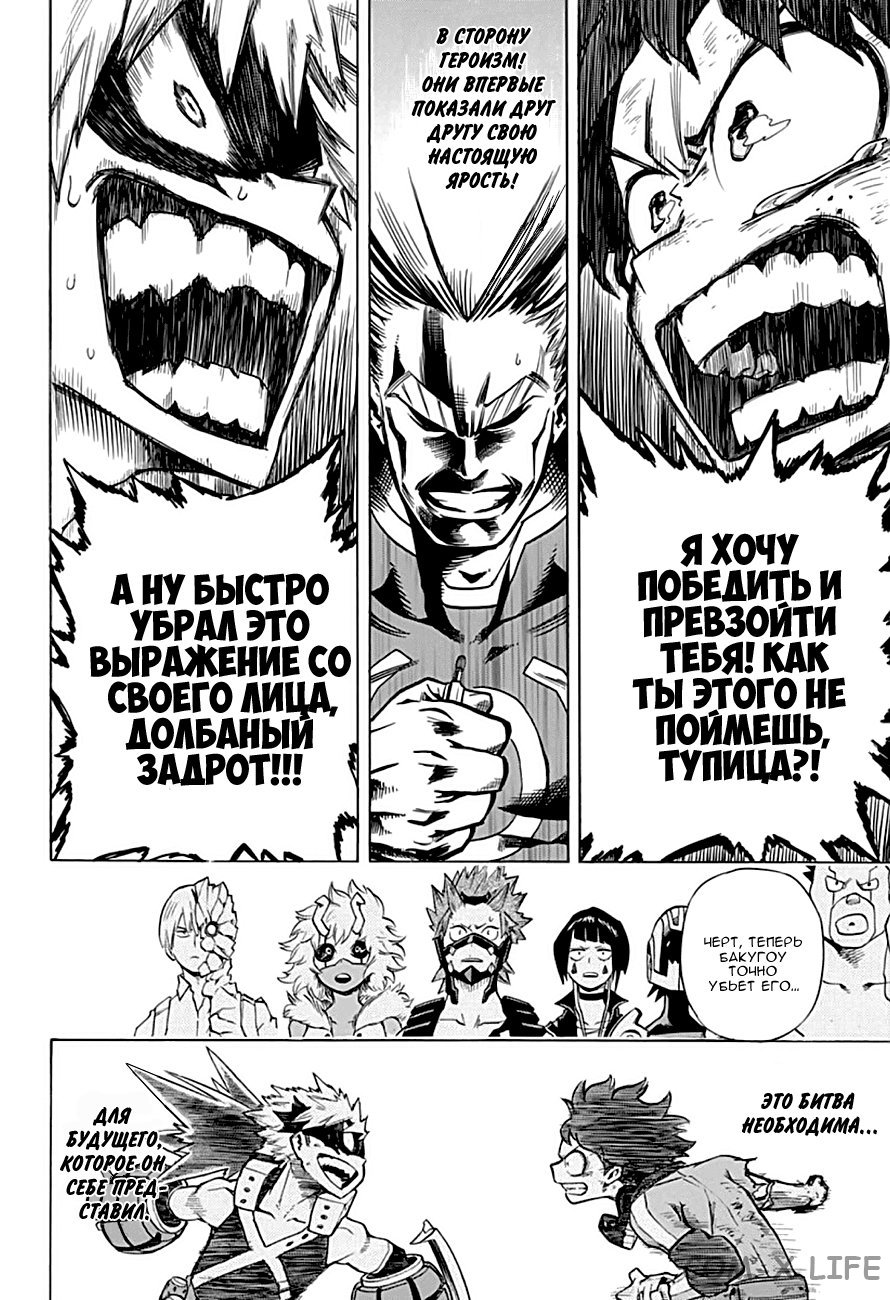 Я ХОЧУ
ПОБЕДИТЬ И
ПРЕВЗОЙТИ
ТЕБЯ! КАК
ТЫ ЭТОГО НЕ
ПОЙМЕШЬ,
ТУПИЦА?!
В СТОРОНУ
ГЕРОИЗМ!
ОНИ ВПЕРВЫЕ
ПОКАЗАЛИ ДРУГ
ДРУГУ СВОЮ
НАСТОЯЩУЮ
ЯРОСТЬ!
А НУ БЫСТРО
УБРАЛ ЭТО
ВЫРАЖЕНИЕ СО
СВОЕГО ЛИЦА,
ДОЛБАНЫЙ
ЗАДРОТ!!!
ЧЕРТ, ТЕПЕРЬ
БАКУГОУ
ТОЧНО
УБЬЕТ ЕГО...
ЭТО БИТВА
НЕОБХОДИМА...
ДЛЯ
БУДУЩЕГО,
КОТОРОЕ ОН
СЕБЕ ПРЕД-
СТАВИЛ.
X-LIFE